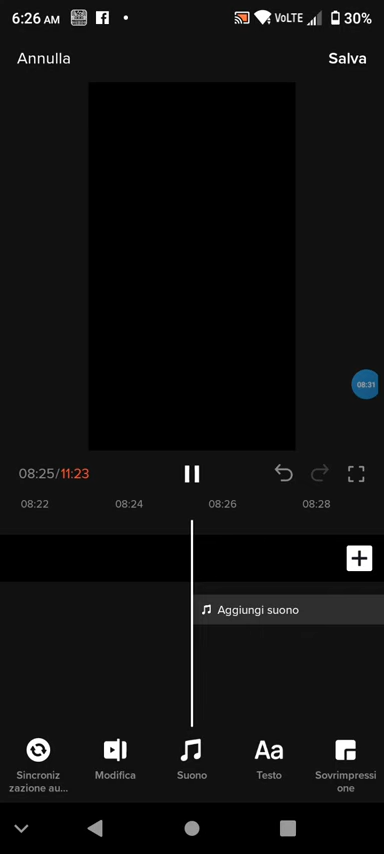 6:26 AM
VoLTE
30%
Annulla
Salva
08:31
08:25/11:23
08:22
08:24
08:26
08:28
Aggiungi suono
Sincroniz
zazione au...
Modifica
Suono
Testo
Sovrimpressi
one